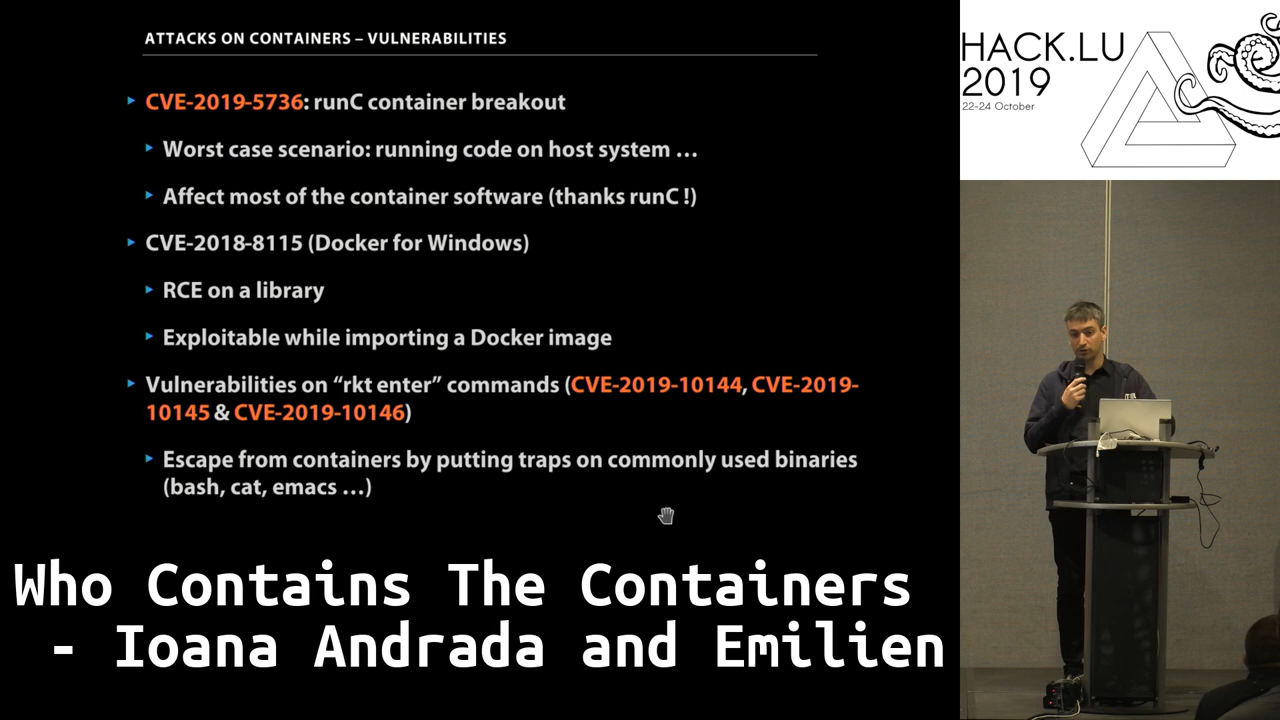 ATTACKS ON CONTAINERS – VULNERABILITIES
CVE-2019-5736: runC container breakout
Worst case scenario: running code on host system …
Affect most of the container software (thanks runC !)
CVE-2018-8115 (Docker for Windows)
RCE on a library
Exploitable while importing a Docker image
Vulnerabilities on “rkt enter” commands (CVE-2019-10144, CVE-2019-
10145 & CVE-2019-10146)
Escape from containers by putting traps on commonly used binaries
(bash, cat, emacs …)
Who Contains The Containers
- Ioana Andrada and Emilien
HACK.LU
2019
22-24 October